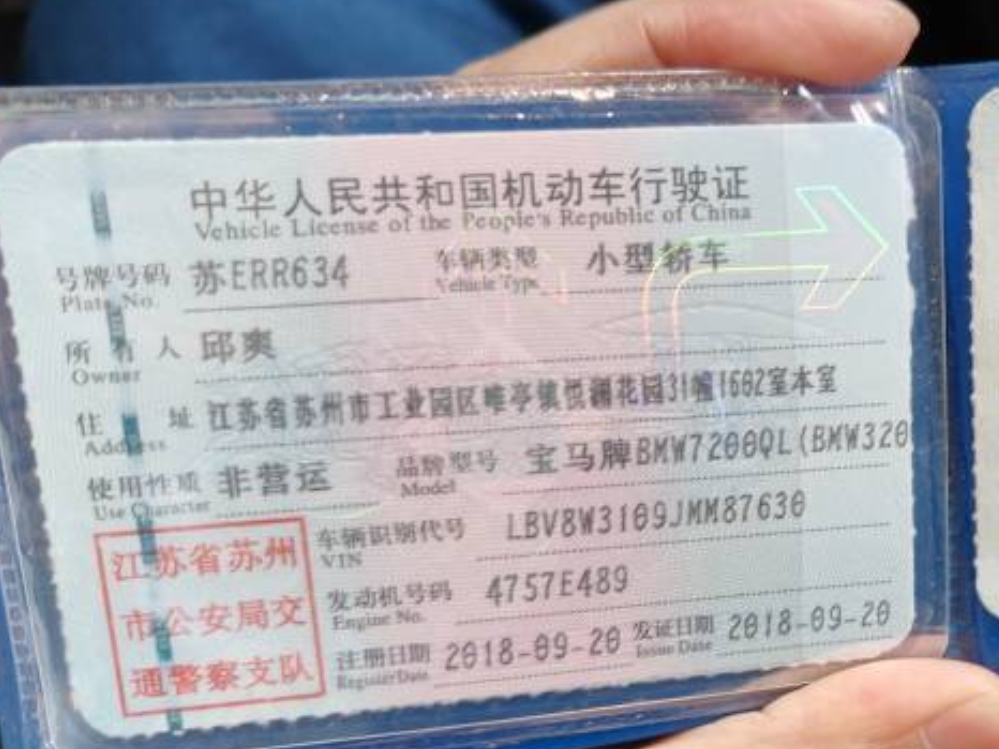 中华人民共和国机动车行驶证
Vehicle License of the People's Republic of China
号牌号码 苏ERR634 车辆类型 小型轿车
Plate No. Vehicle Type
所有人 邱爽
Owner
住址 江苏省苏州市工业园区唯亭镇悦澜花园31幢1602室本室
Address
使用性质 非营运 品牌型号 宝马牌BMW7200QL(BMW320
Use Character Model
江苏省苏州
市公安局交
通警察支队
车辆识别代号 LBV8W3109JMM87630
VIN
发动机号码 4757E489
Engine No.
注册日期 2018-09-20 发证日期 2018-09-20
Register Date Issue Date